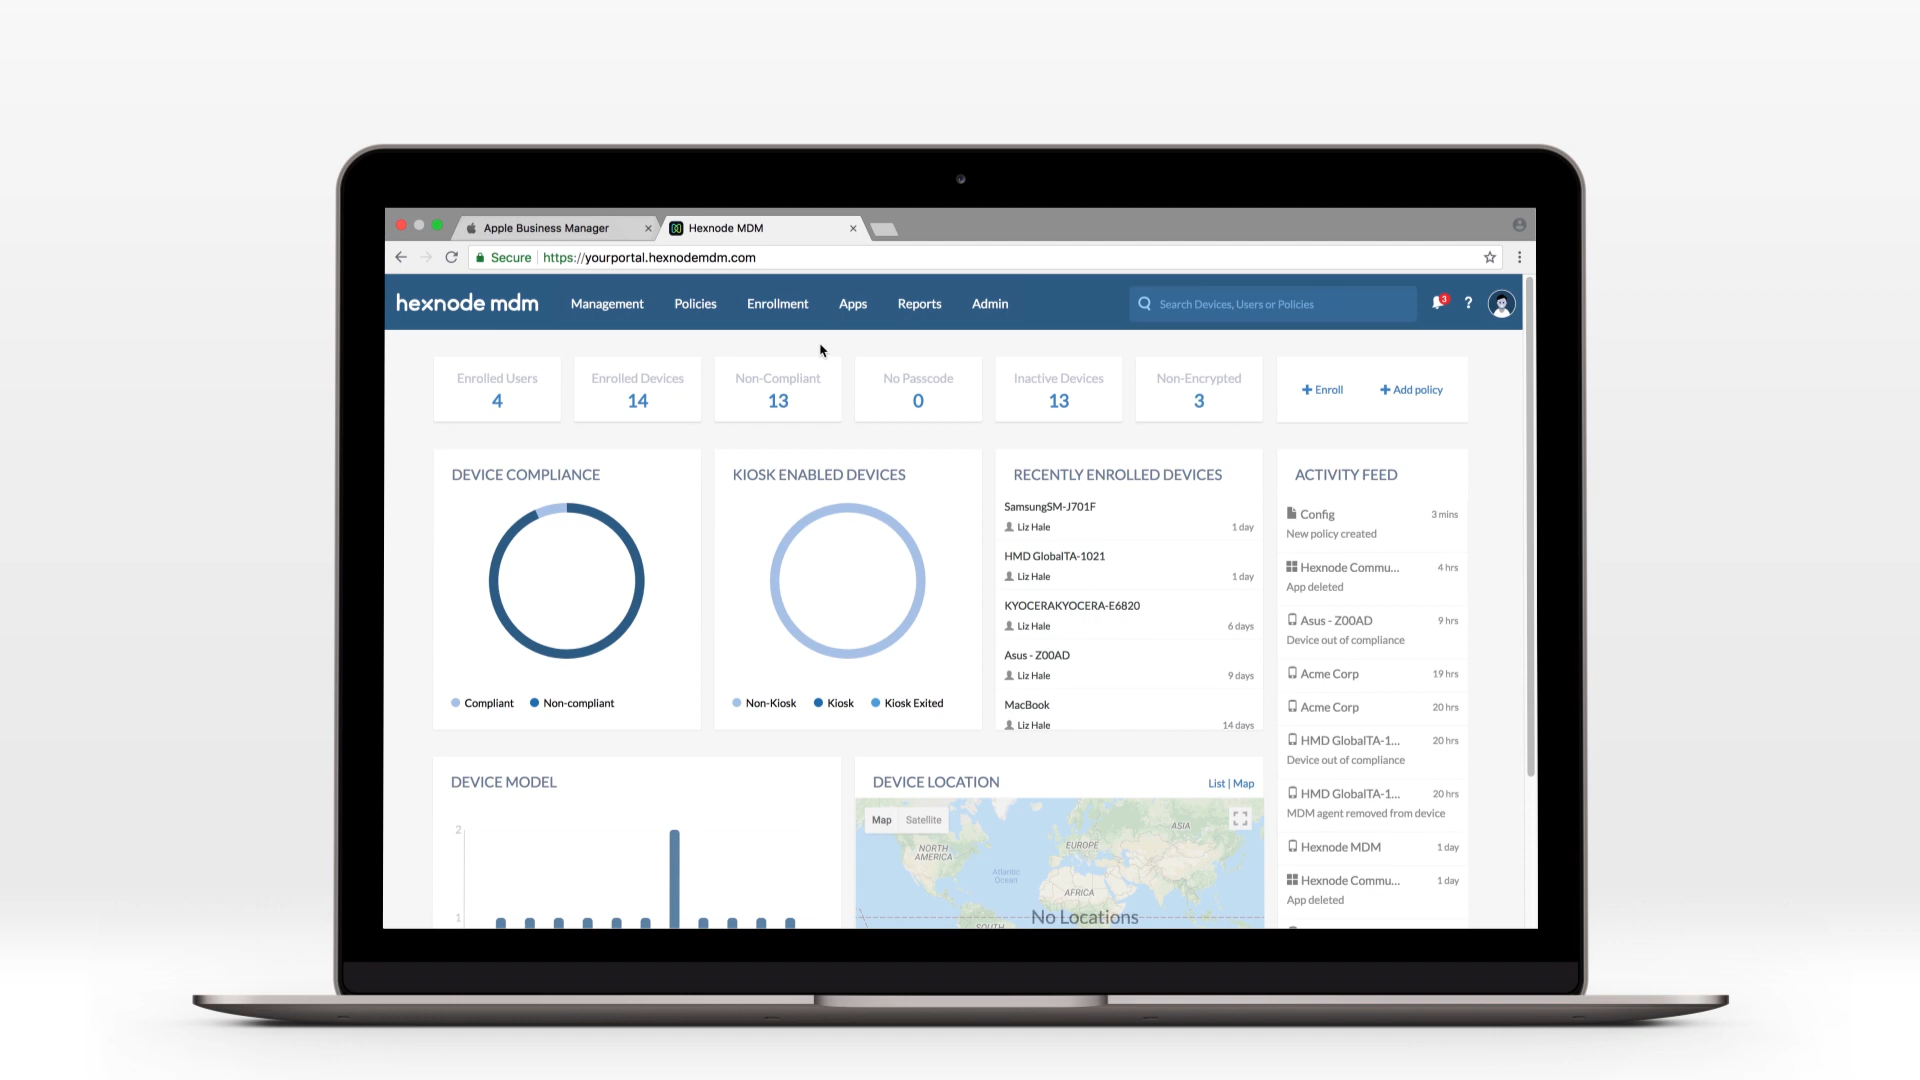 Apple Business Manager
Hexnode MDM
Secure
https://yourportal.hexnodemdm.com
hexnode mdm
Management
Policies
Enrollment
Apps
Reports
Admin
Search Devices, Users or Policies
3
?
Enrolled Users
4
Enrolled Devices
14
Non-Compliant
13
No Passcode
0
Inactive Devices
13
Non-Encrypted
3
+ Enroll
+ Add policy
DEVICE COMPLIANCE
Compliant
Non-compliant
KIOSK ENABLED DEVICES
Non-Kiosk
Kiosk
Kiosk Exited
RECENTLY ENROLLED DEVICES
SamsungSM-J701F
Liz Hale 1 day
HMD GlobalTA-1021
Liz Hale 1 day
KYOCERAKYOCERA-E6820
Liz Hale 6 days
Asus - Z00AD
Liz Hale 9 days
MacBook
Liz Hale 14 days
ACTIVITY FEED
Config 3 mins
New policy created
Hexnode Commu... 4 hrs
App deleted
Asus - Z00AD 9 hrs
Device out of compliance
Acme Corp 19 hrs
Acme Corp 20 hrs
HMD GlobalTA-1... 20 hrs
Device out of compliance
HMD GlobalTA-1... 20 hrs
MDM agent removed from device
Hexnode MDM 1 day
Hexnode Commu... 1 day
App deleted
DEVICE MODEL
2
1
DEVICE LOCATION
List | Map
Map
Satellite
ASIA
NORTH
AMERICA
EUROPE
Atlantic
Ocean
AFRICA
No Locations
SOUTH